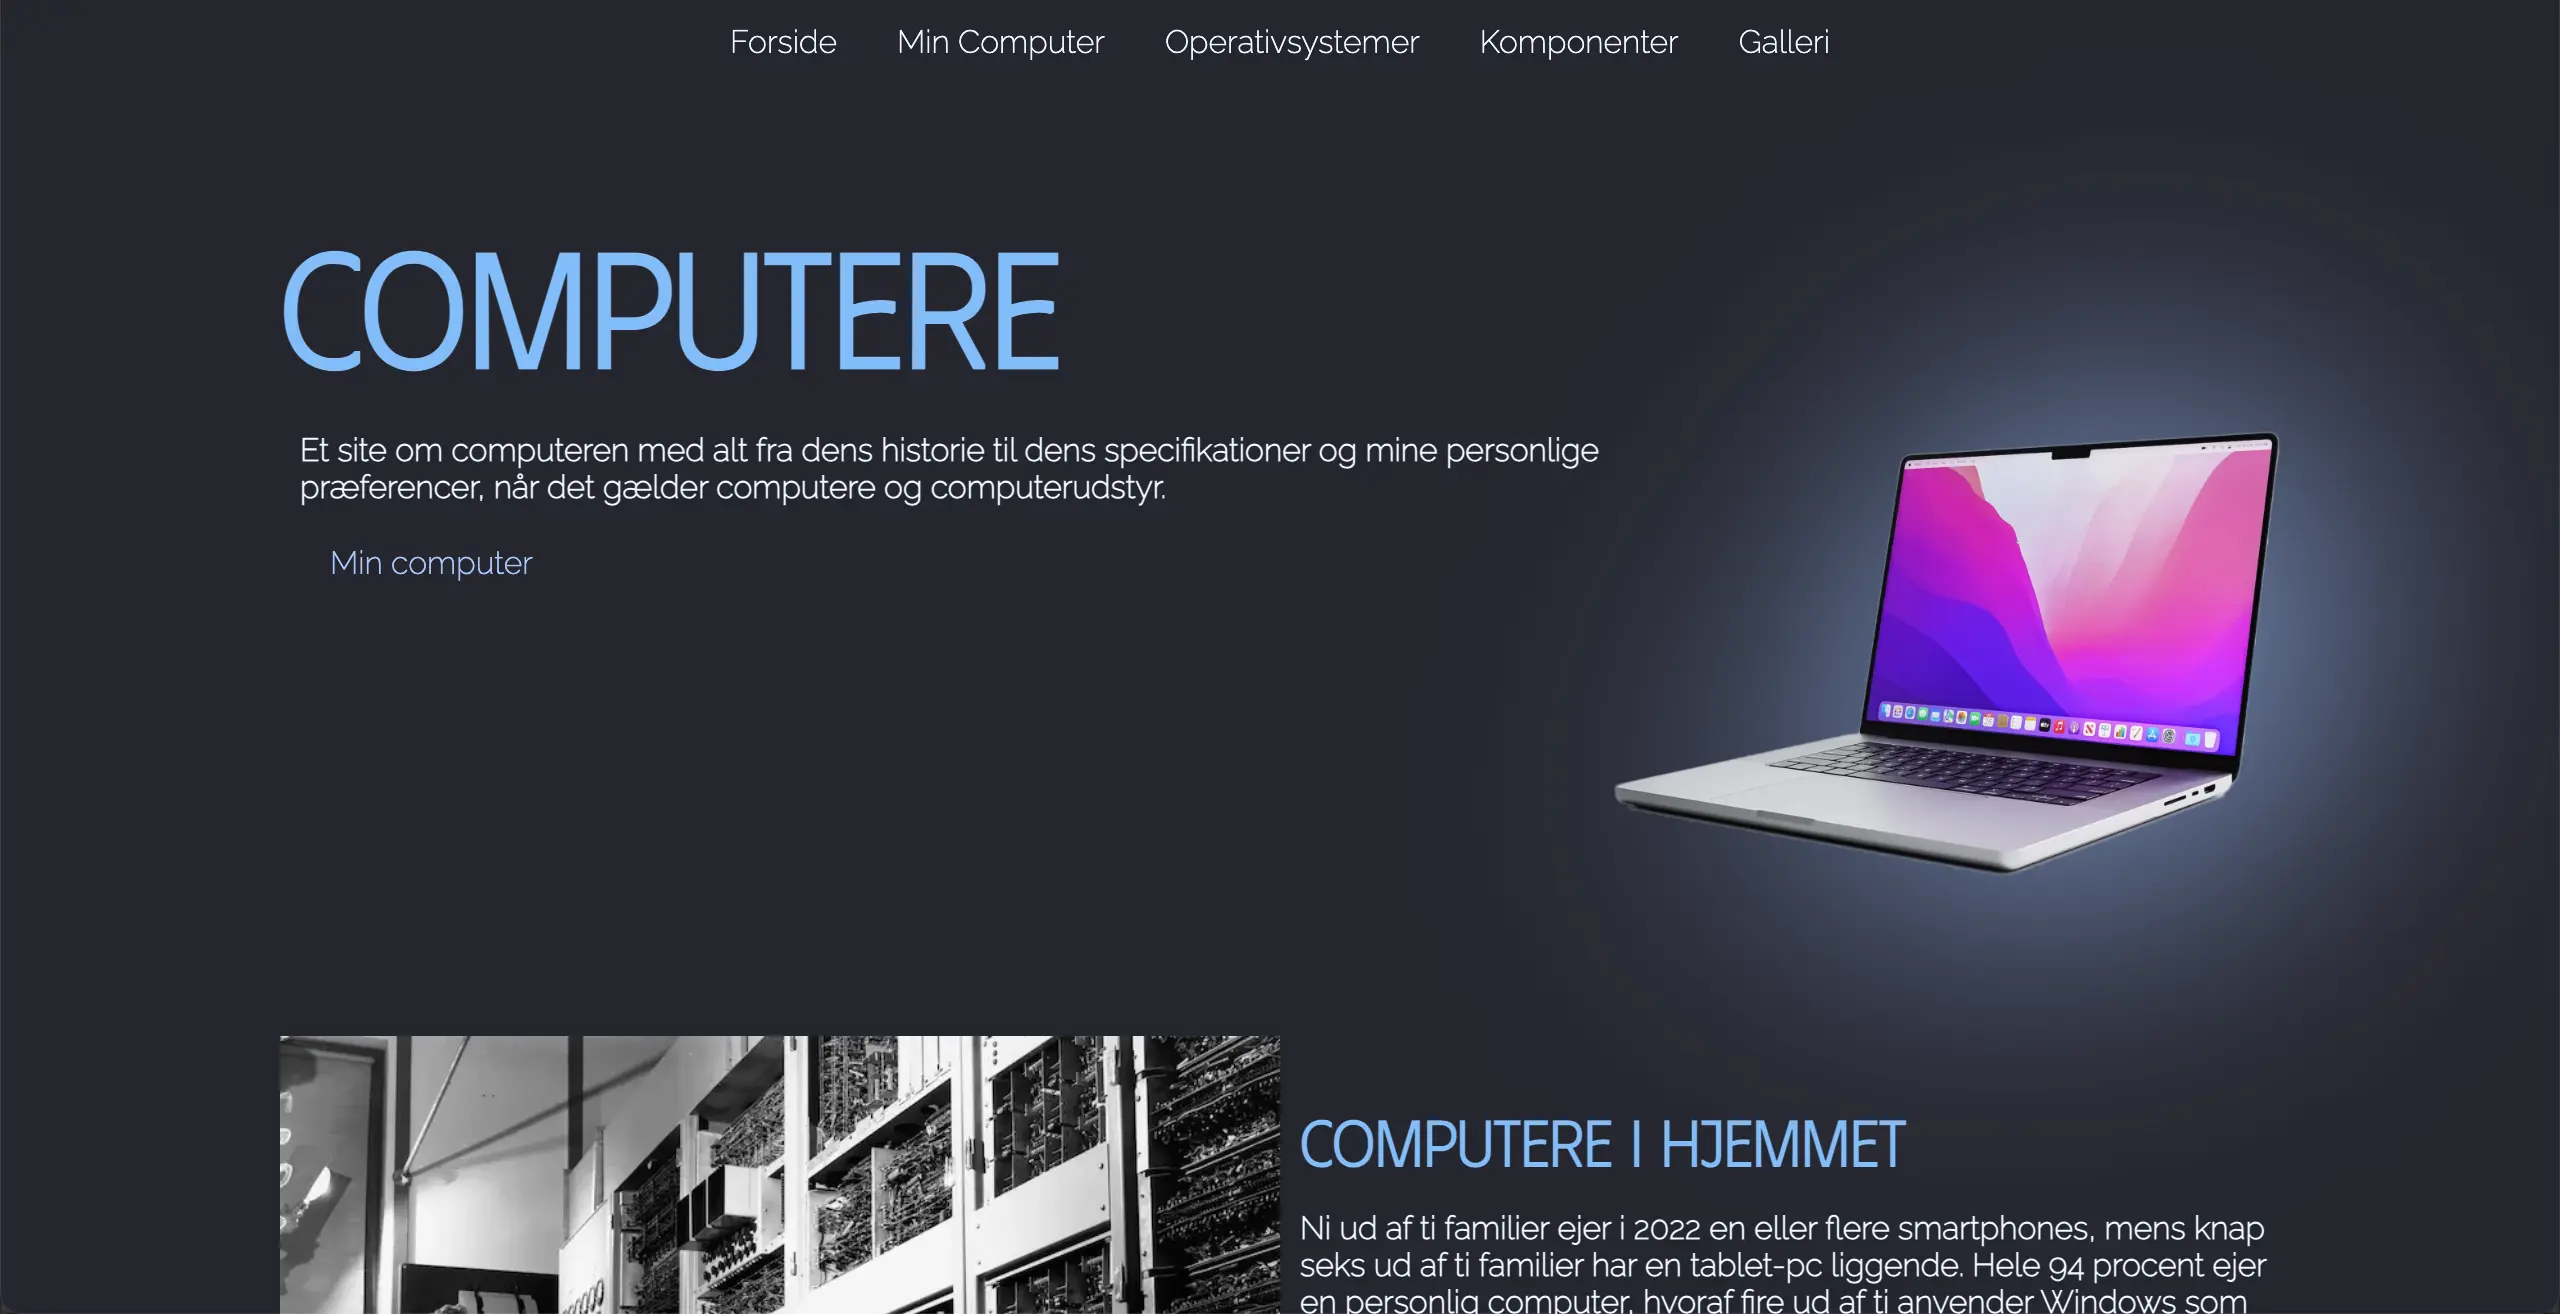 Forside Min Computer Operativsystemer Komponenter Galleri
COMPUTERE
Et site om computeren med alt fra dens historie til dens specifikationer og mine personlige
præferencer, når det gælder computere og computerudstyr.
Min computer
COMPUTERE I HJEMMET
Ni ud af ti familier ejer i 2022 en eller flere smartphones, mens knap
seks ud af ti familier har en tablet-pc liggende. Hele 94 procent ejer
en personlig computer, hvoraf fire ud af ti anvender Windows som